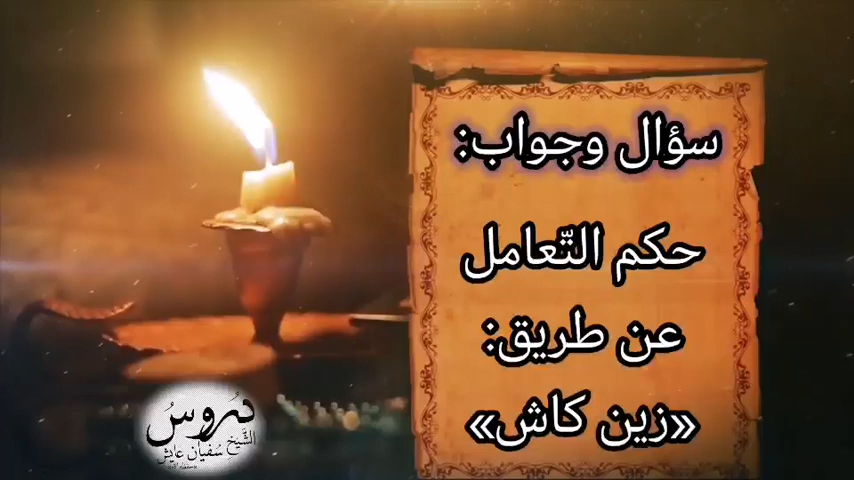 سؤال وجواب:
حكم التّعامل
عن طريق:
«زين كاش»
دروس
الشيخ سفيان عايش